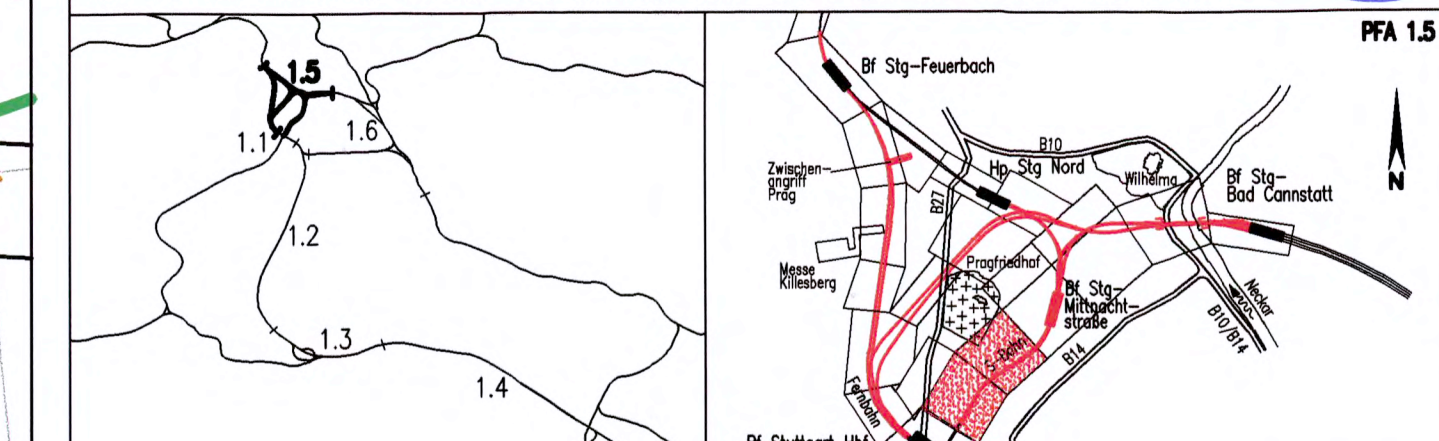 1.5
1.1
1.6
1.2
1.3
1.4
PFA 1.5
Bf Stg-Feuerbach
B10
Zwischen-
angriff
Prag
Hp Stg Nord
Wilhelma
Bf Stg-
Bad Cannstatt
N
B27
Messe
Killesberg
Pragfriedhof
Bf Stg-
Mittnacht-
straße
Neckar
B10/B14
S-Bahn
B14
Fernbahn
Bf Stuttgart Hbf